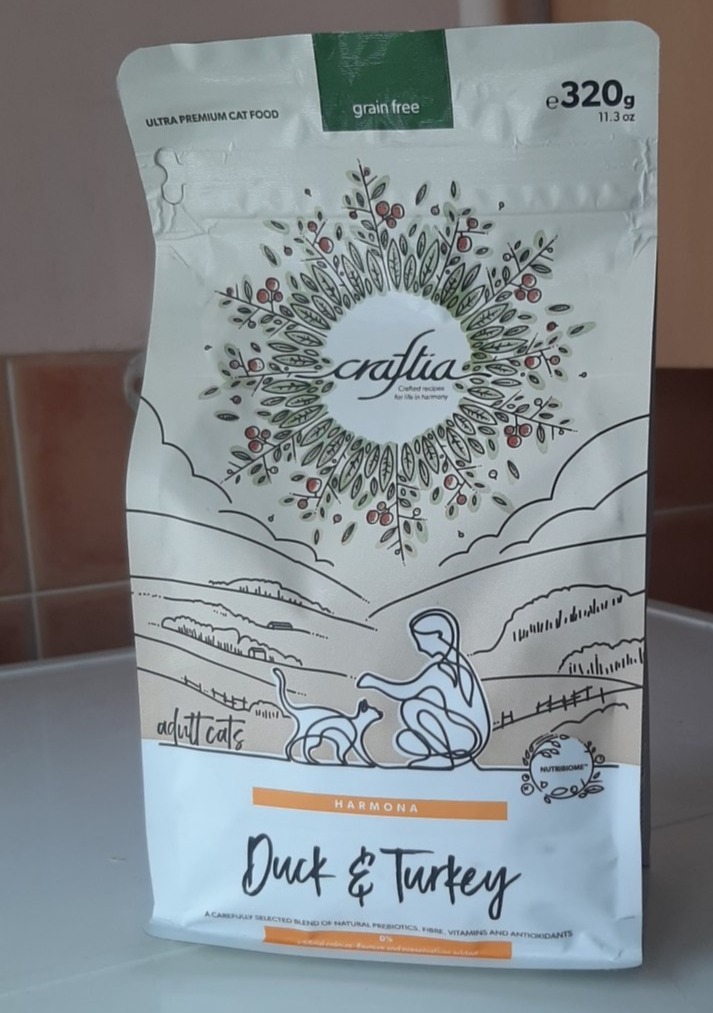 grain free
ULTRA PREMIUM CAT FOOD
e320g
11.3 oz
craftia
Crafted recipes
for life in harmony
adult cats
NUTRIBIOME™
HARMONA
Duck & Turkey
A CAREFULLY SELECTED BLEND OF NATURAL PREBIOTICS, FIBRE, VITAMINS AND ANTIOXIDANTS
0%